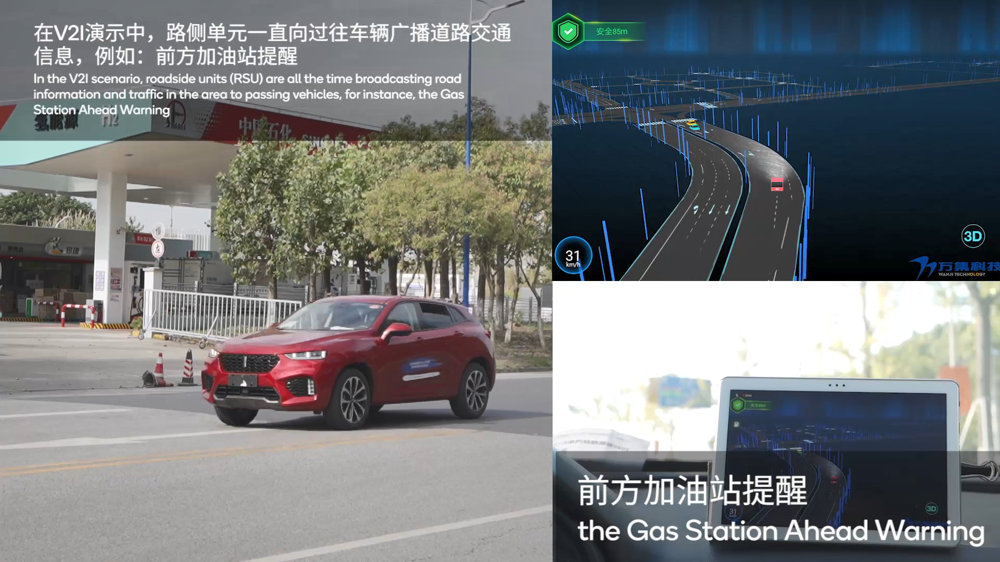 在V2I演示中，路侧单元一直向过往车辆广播道路交通
信息，例如：前方加油站提醒
In the V2I scenario, roadside units (RSU) are all the time broadcasting road
information and traffic in the area to passing vehicles, for instance, the Gas
Station Ahead Warning
氢能源 H2
中国石化
易捷
安全85m
31
km/h
3D
万集科技
WANJI TECHNOLOGY
31
3D
前方加油站提醒
the Gas Station Ahead Warning